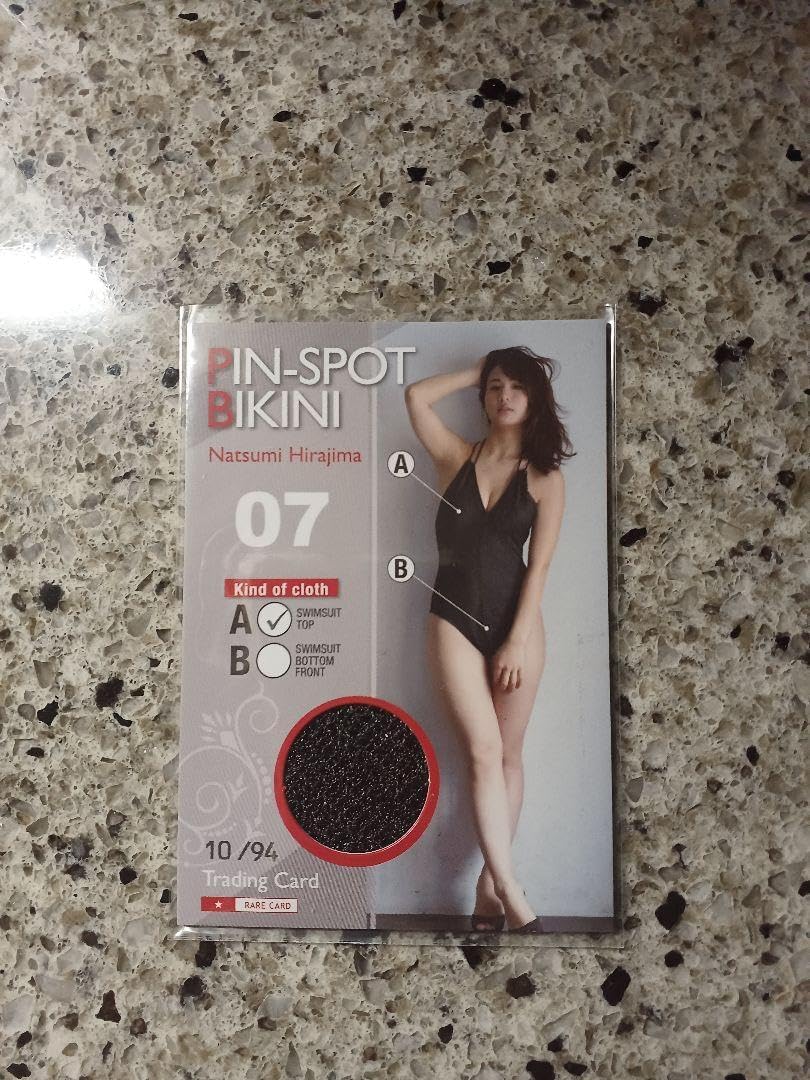 PIN-SPOT
BIKINI
Natsumi Hirajima
07
Kind of cloth
A ✓ SWIMSUIT
TOP
B SWIMSUIT
BOTTOM
FRONT
A
B
10 /94
Trading Card
★ RARE CARD